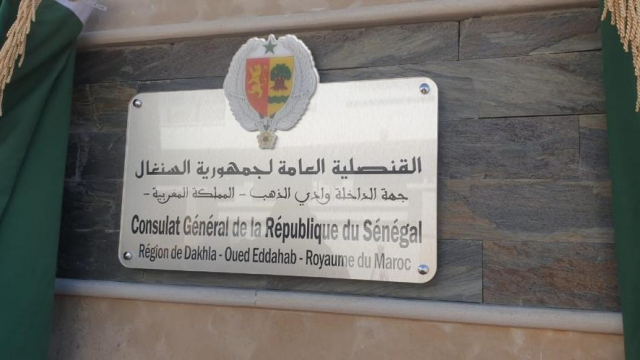 القنصلية العامة لجمهورية السنغال
جهة الداخلة وادي الذهب - المملكة المغربية -
Consulat Général de la République du Sénégal
Région de Dakhla - Oued Eddahab - Royaume du Maroc